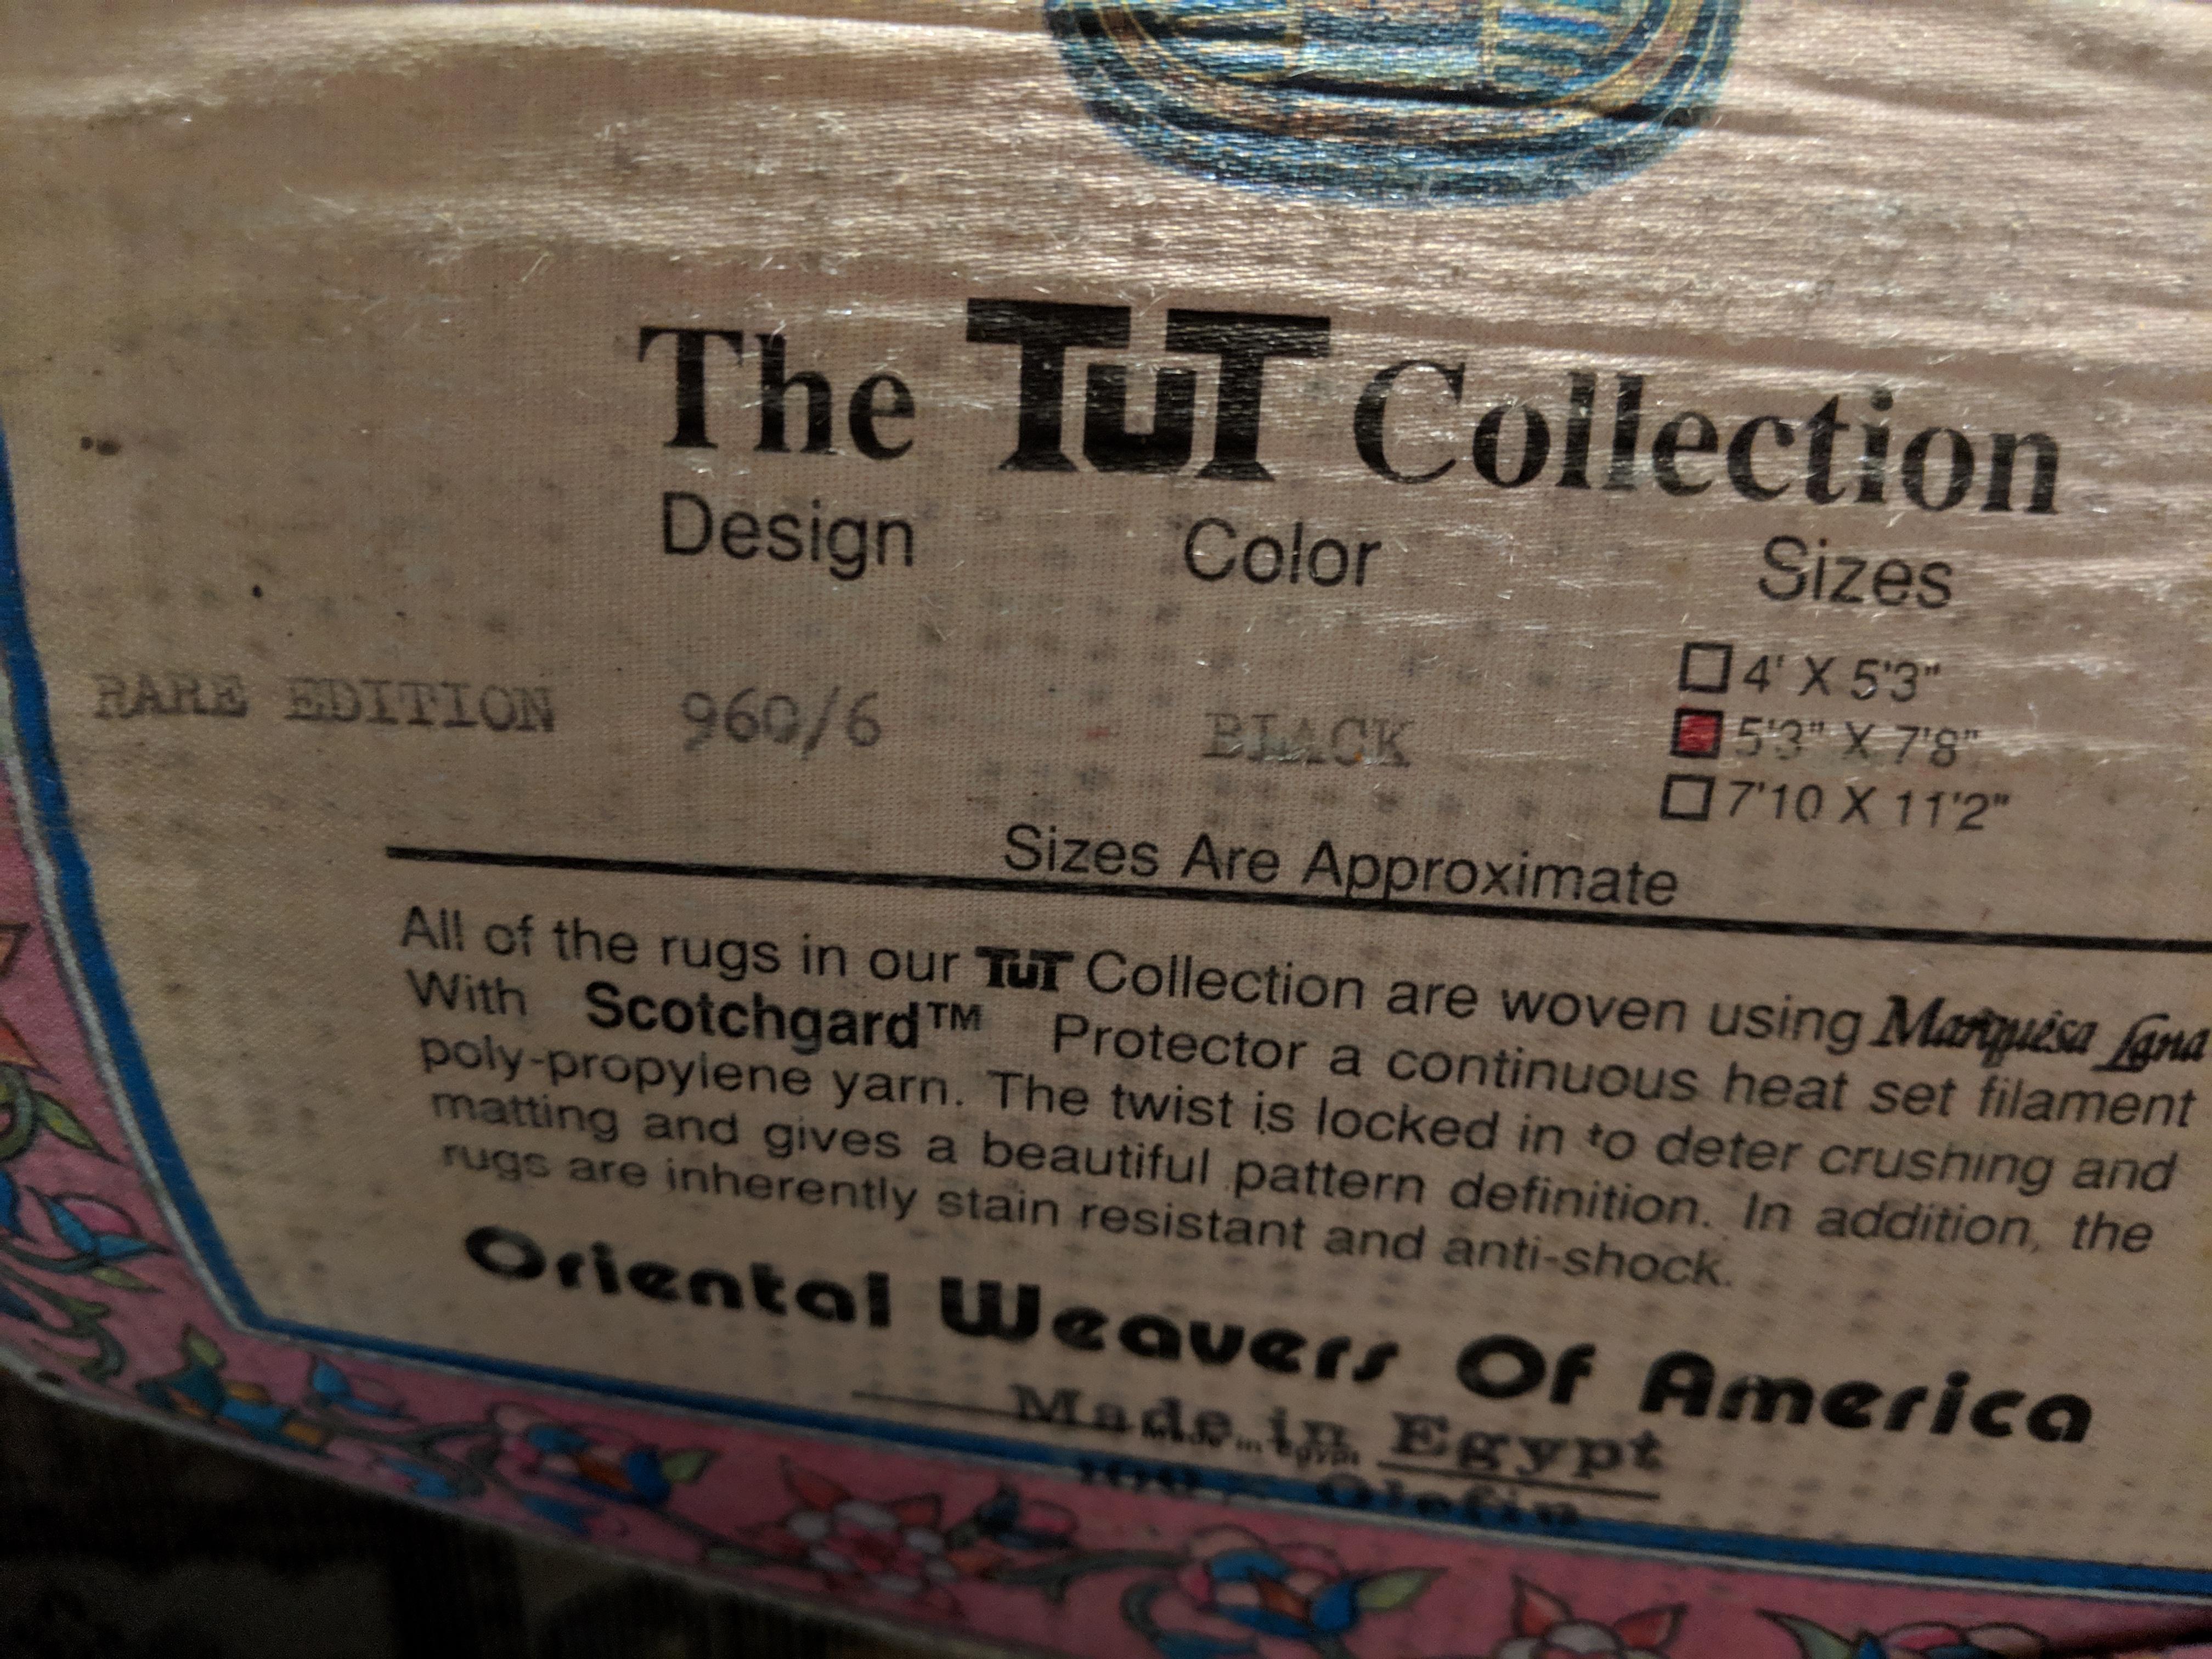 The TUT Collection
Design Color Sizes
4' X 5'3"
RARE EDITION 960/6 BLACK 5'3" X 7'8"
7'10 X 11'2"
Sizes Are Approximate
All of the rugs in our TUT Collection are woven using Marquesa Lana
With Scotchgard™ Protector a continuous heat set filament
poly-propylene yarn. The twist is locked in to deter crushing and
matting and gives a beautiful pattern definition. In addition, the
rugs are inherently stain resistant and anti-shock.
Oriental Weavers Of America
Made in Egypt
100% Olefin